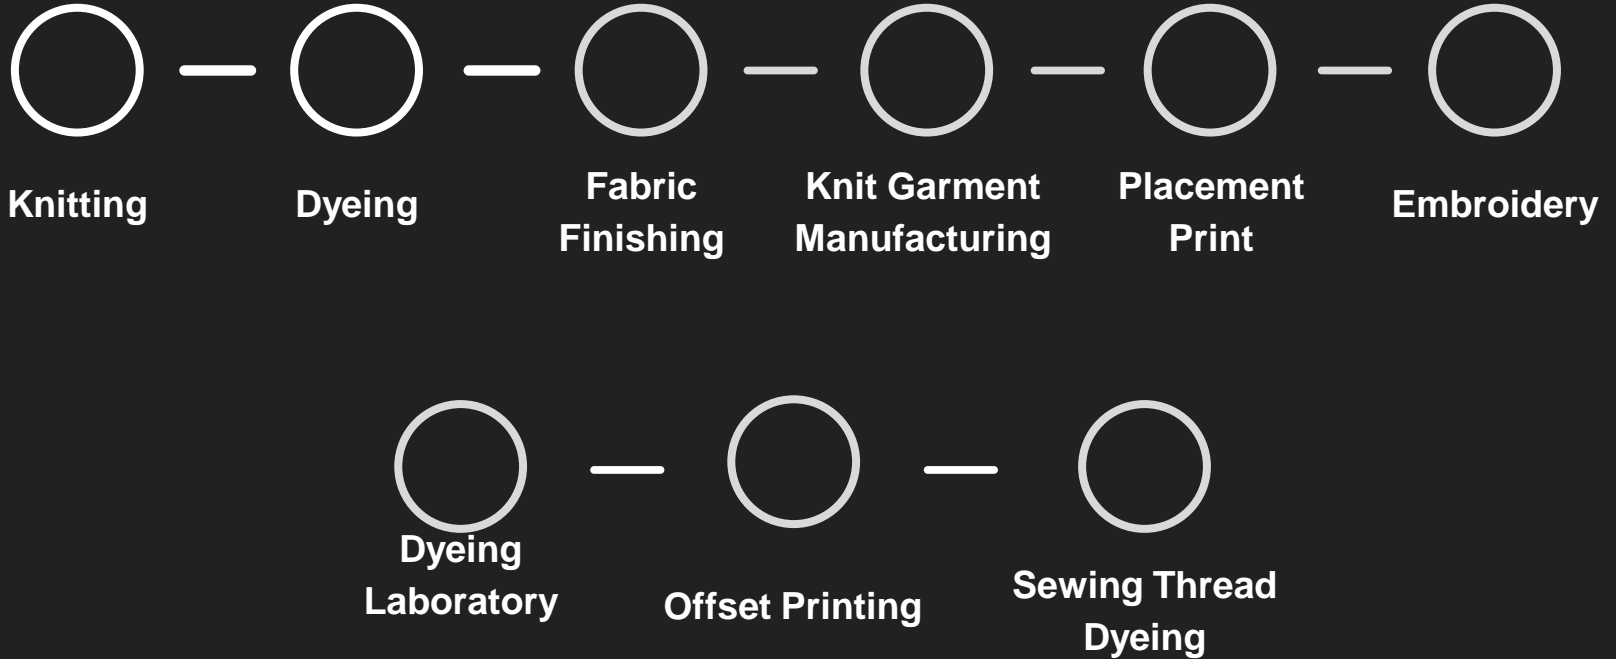 Knitting
Dyeing
Fabric
Finishing
Knit Garment
Manufacturing
Placement
Print
Embroidery
Dyeing
Laboratory
Offset Printing
Sewing Thread
Dyeing